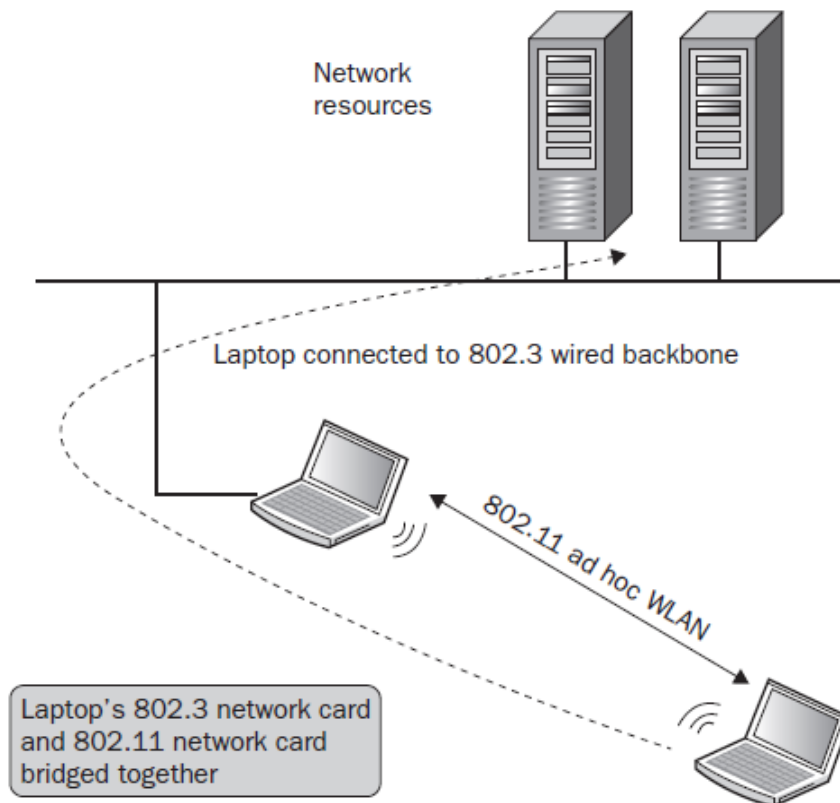 Network
resources
Laptop connected to 802.3 wired backbone
802.11 ad hoc WLAN
Laptop’s 802.3 network card
and 802.11 network card
bridged together